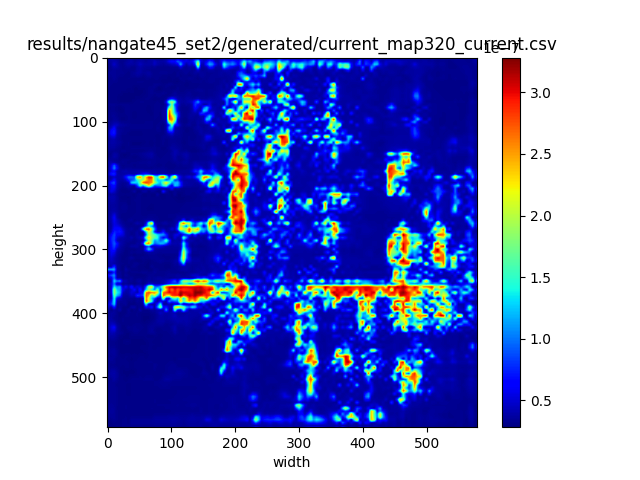 results/nangate45_set2/generated/current_map320_current.csv
1e−7
0
100
200
300
400
500
height
0 100 200 300 400 500
width
3.0
2.5
2.0
1.5
1.0
0.5